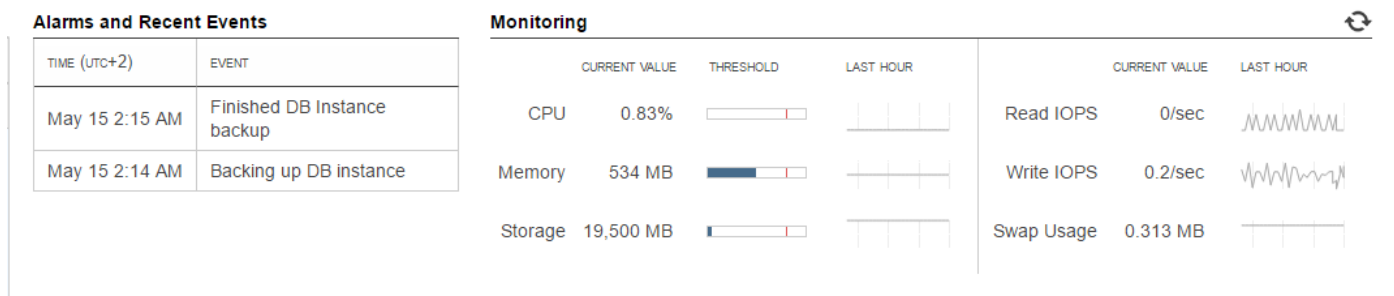 Alarms and Recent Events
TIME (UTC+2) EVENT
May 15 2:15 AM Finished DB Instance
backup
May 15 2:14 AM Backing up DB instance
Monitoring
CURRENT VALUE THRESHOLD LAST HOUR
CPU 0.83%
Memory 534 MB
Storage 19,500 MB
CURRENT VALUE LAST HOUR
Read IOPS 0/sec
Write IOPS 0.2/sec
Swap Usage 0.313 MB